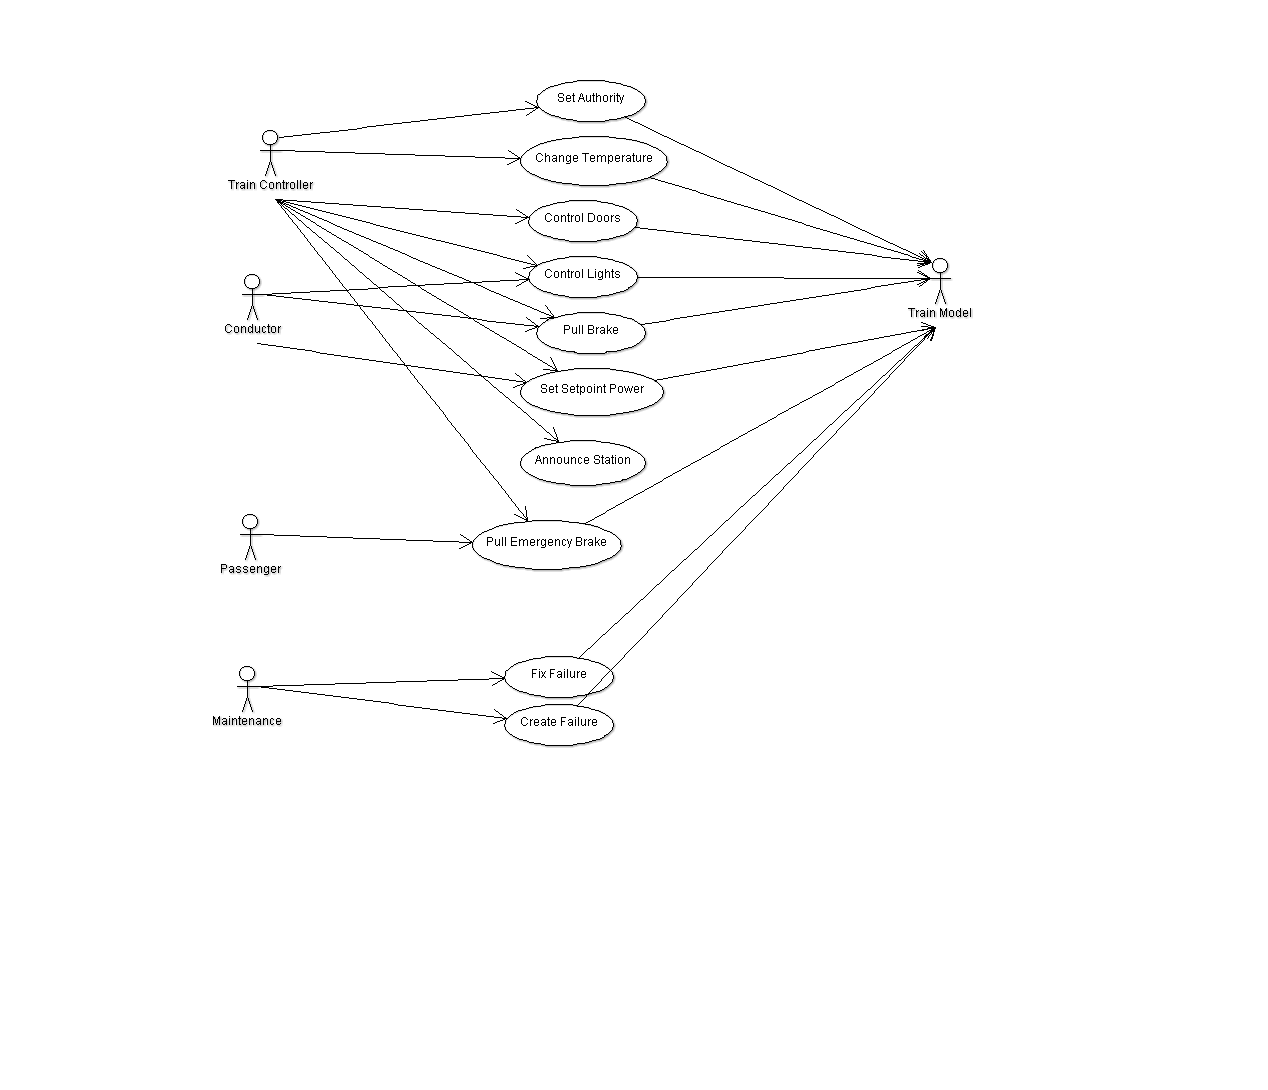 Set Authority
Change Temperature
Train Controller
Control Doors
Control Lights
Train Model
Conductor
Pull Brake
Set Setpoint Power
Announce Station
Pull Emergency Brake
Passenger
Fix Failure
Maintenance
Create Failure